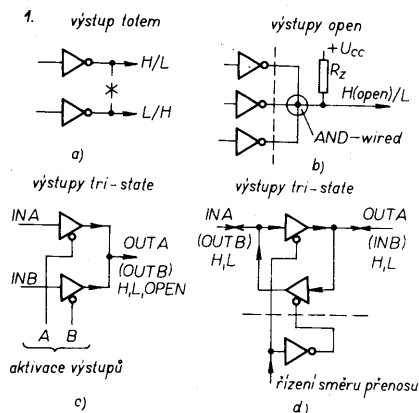 1.
výstup totem
H/L
L/H
a)
výstupy open
+Ucc
Rz
H(open)/L
AND-wired
b)
výstupy tri-state
INA
OUTA
(OUTB)
H,L,OPEN
INB
A B
aktivace výstupů
c)
výstupy tri-state
INA
OUTA
(OUTB)
(INB)
H,L
H,L
řízení směru přenosu
d)